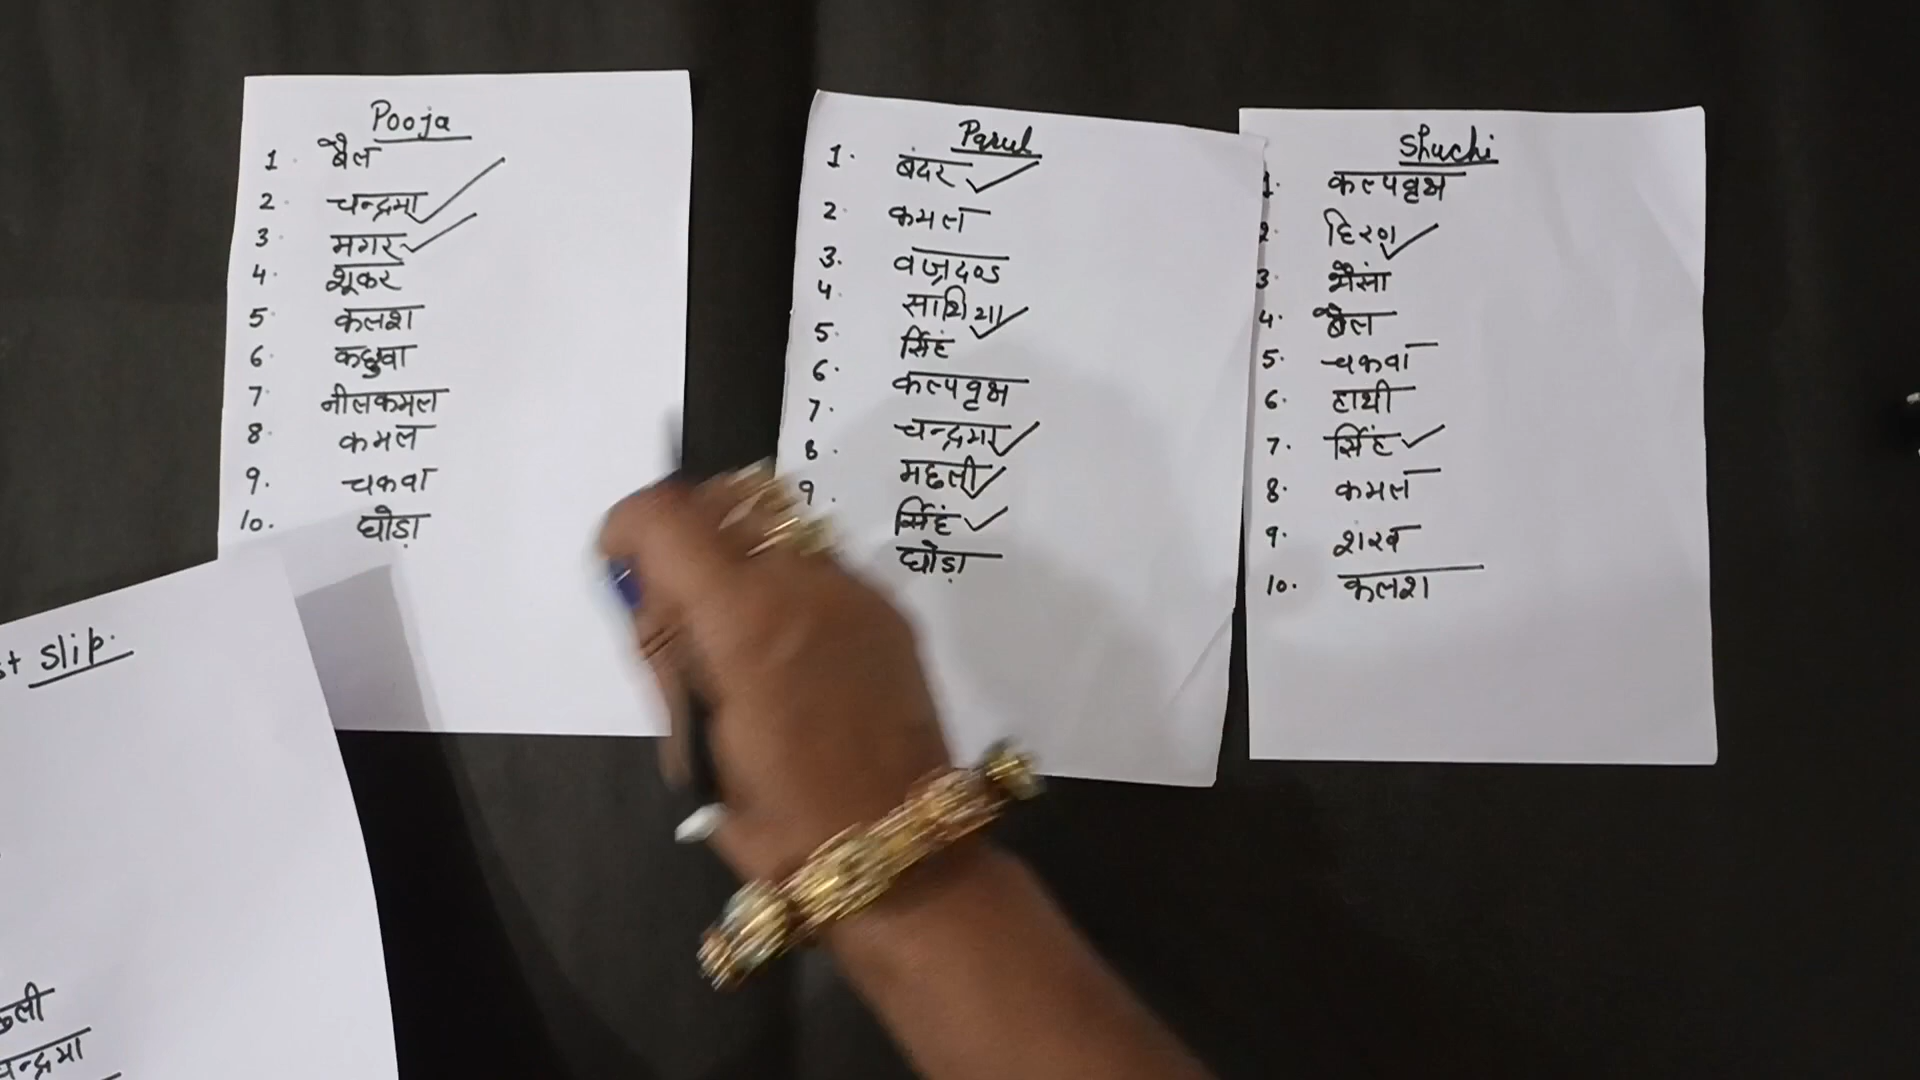 Pooja
1. बैल
2. चन्द्रमा
3. मगर
4. शूकर
5. कलश
6. कछुवा
7. नीलकमल
8. कमल
9. चकवा
10. घोड़ा
Parul
1. बंदर
2. कमल
3. वज्रदण्ड
4. साथिया
5. सिंह
6. कल्पवृक्ष
7. चन्द्रमा
8. मछली
9. सिंह
घोड़ा
Shuchi
1. कल्पवृक्ष
2. हिरण
3. भैंसा
4. बैल
5. चकवा
6. हाथी
7. सिंह
8. कमल
9. शंख
10. कलश
slip.
चन्द्रमा